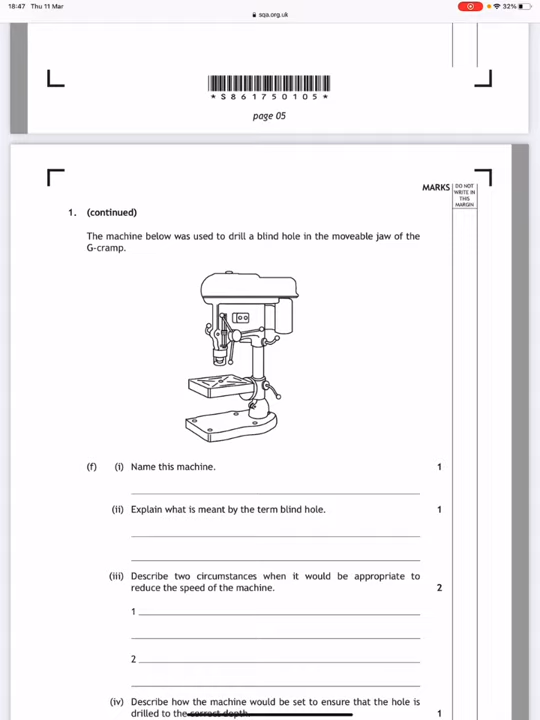 18:47 Thu 11 Mar
sqa.org.uk
32%
* S 8 6 1 7 5 0 1 0 5 *
page 05
MARKS
DO NOT
WRITE IN
THIS
MARGIN
1. (continued)
The machine below was used to drill a blind hole in the moveable jaw of the
G-cramp.
(f) (i) Name this machine. 1
(ii) Explain what is meant by the term blind hole. 1
(iii) Describe two circumstances when it would be appropriate to
reduce the speed of the machine. 2
1
2
(iv) Describe how the machine would be set to ensure that the hole is
drilled to the correct depth. 1